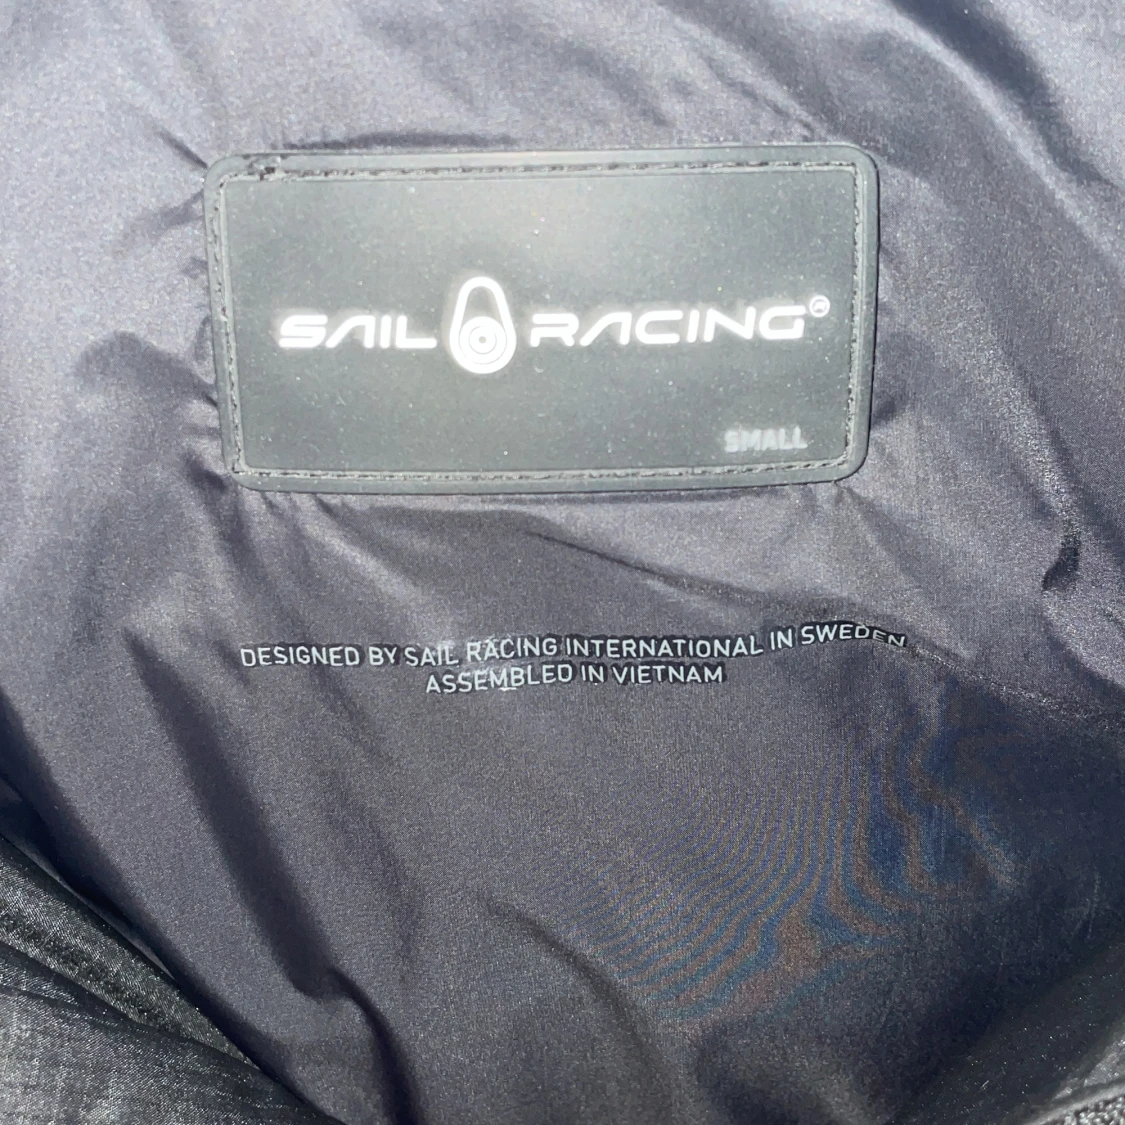 SAIL RACING
SMALL
DESIGNED BY SAIL RACING INTERNATIONAL IN SWEDEN
ASSEMBLED IN VIETNAM